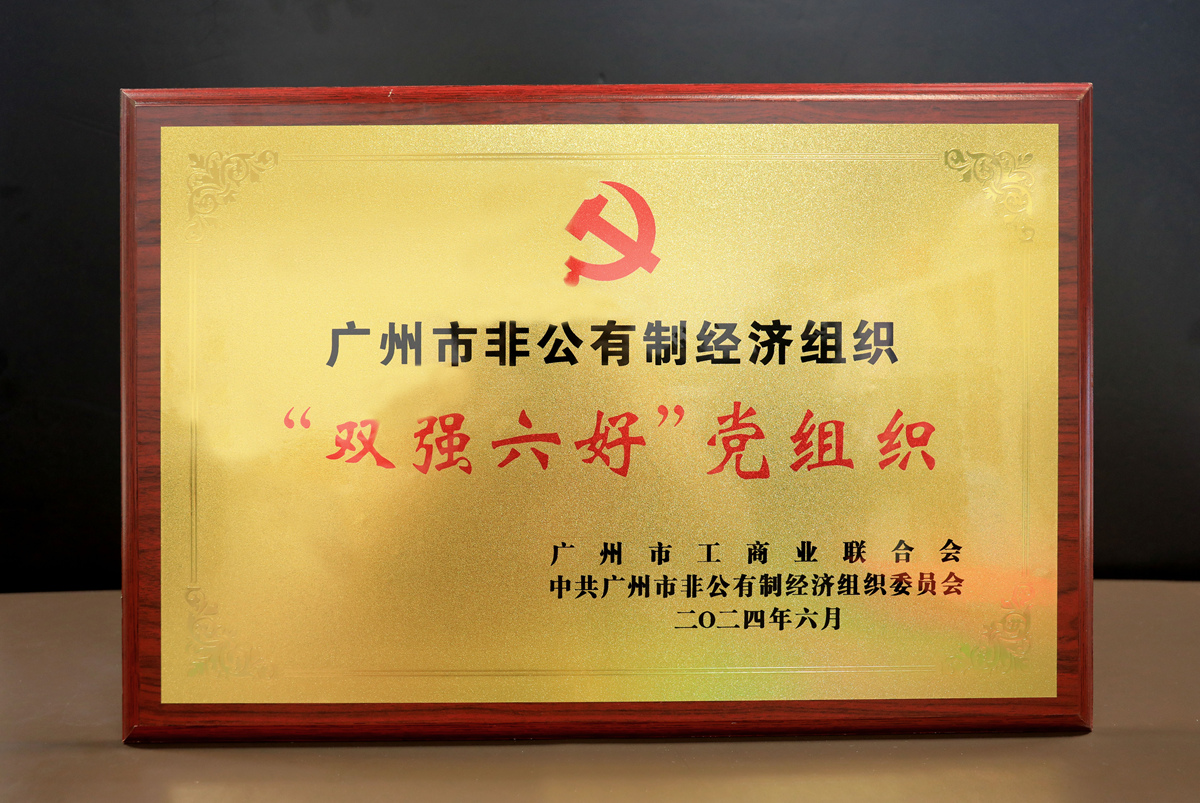 广州市非公有制经济组织
“双强六好”党组织
广州市工商业联合会
中共广州市非公有制经济组织委员会
二〇二四年六月